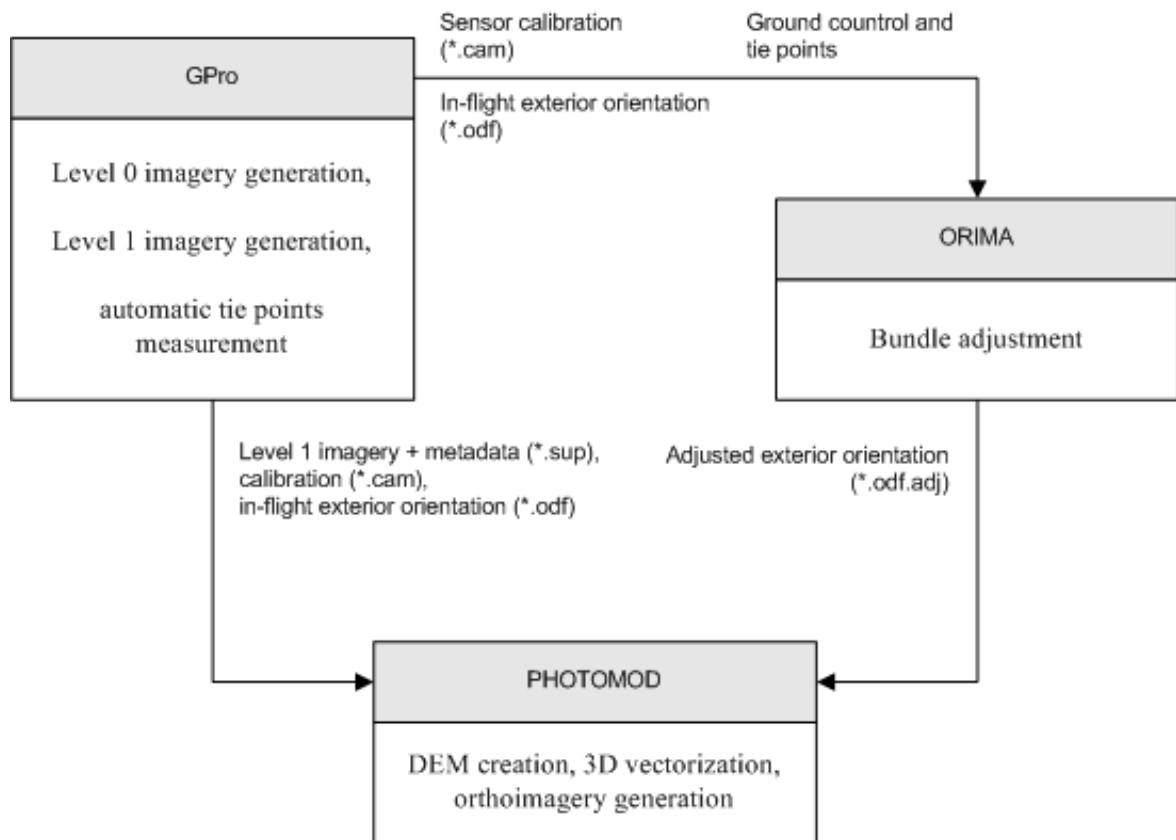 Sensor calibration
(*.cam)
Ground countrol and
tie points
GPro
In-flight exterior orientation
(*.odf)
Level 0 imagery generation,
Level 1 imagery generation,
automatic tie points
measurement
ORIMA
Bundle adjustment
Level 1 imagery + metadata (*.sup),
calibration (*.cam),
in-flight exterior orientation (*.odf)
Adjusted exterior orientation
(*.odf.adj)
PHOTOMOD
DEM creation, 3D vectorization,
orthoimagery generation